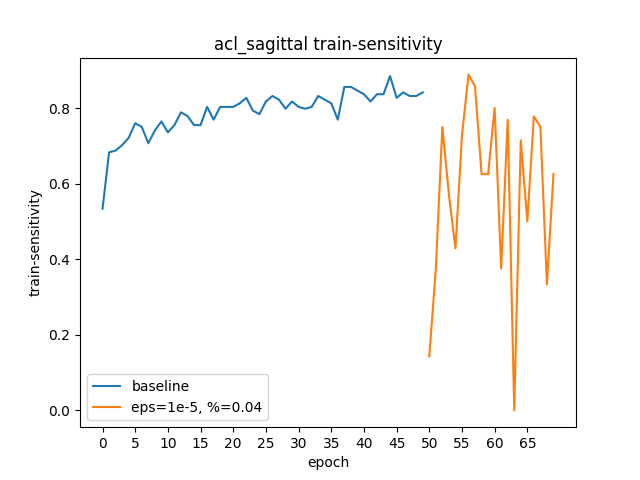 acl_sagittal train-sensitivity
train-sensitivity
0.8
0.6
0.4
0.2
0.0
baseline
eps=1e-5, %=0.04
0 5 10 15 20 25 30 35 40 45 50 55 60 65
epoch